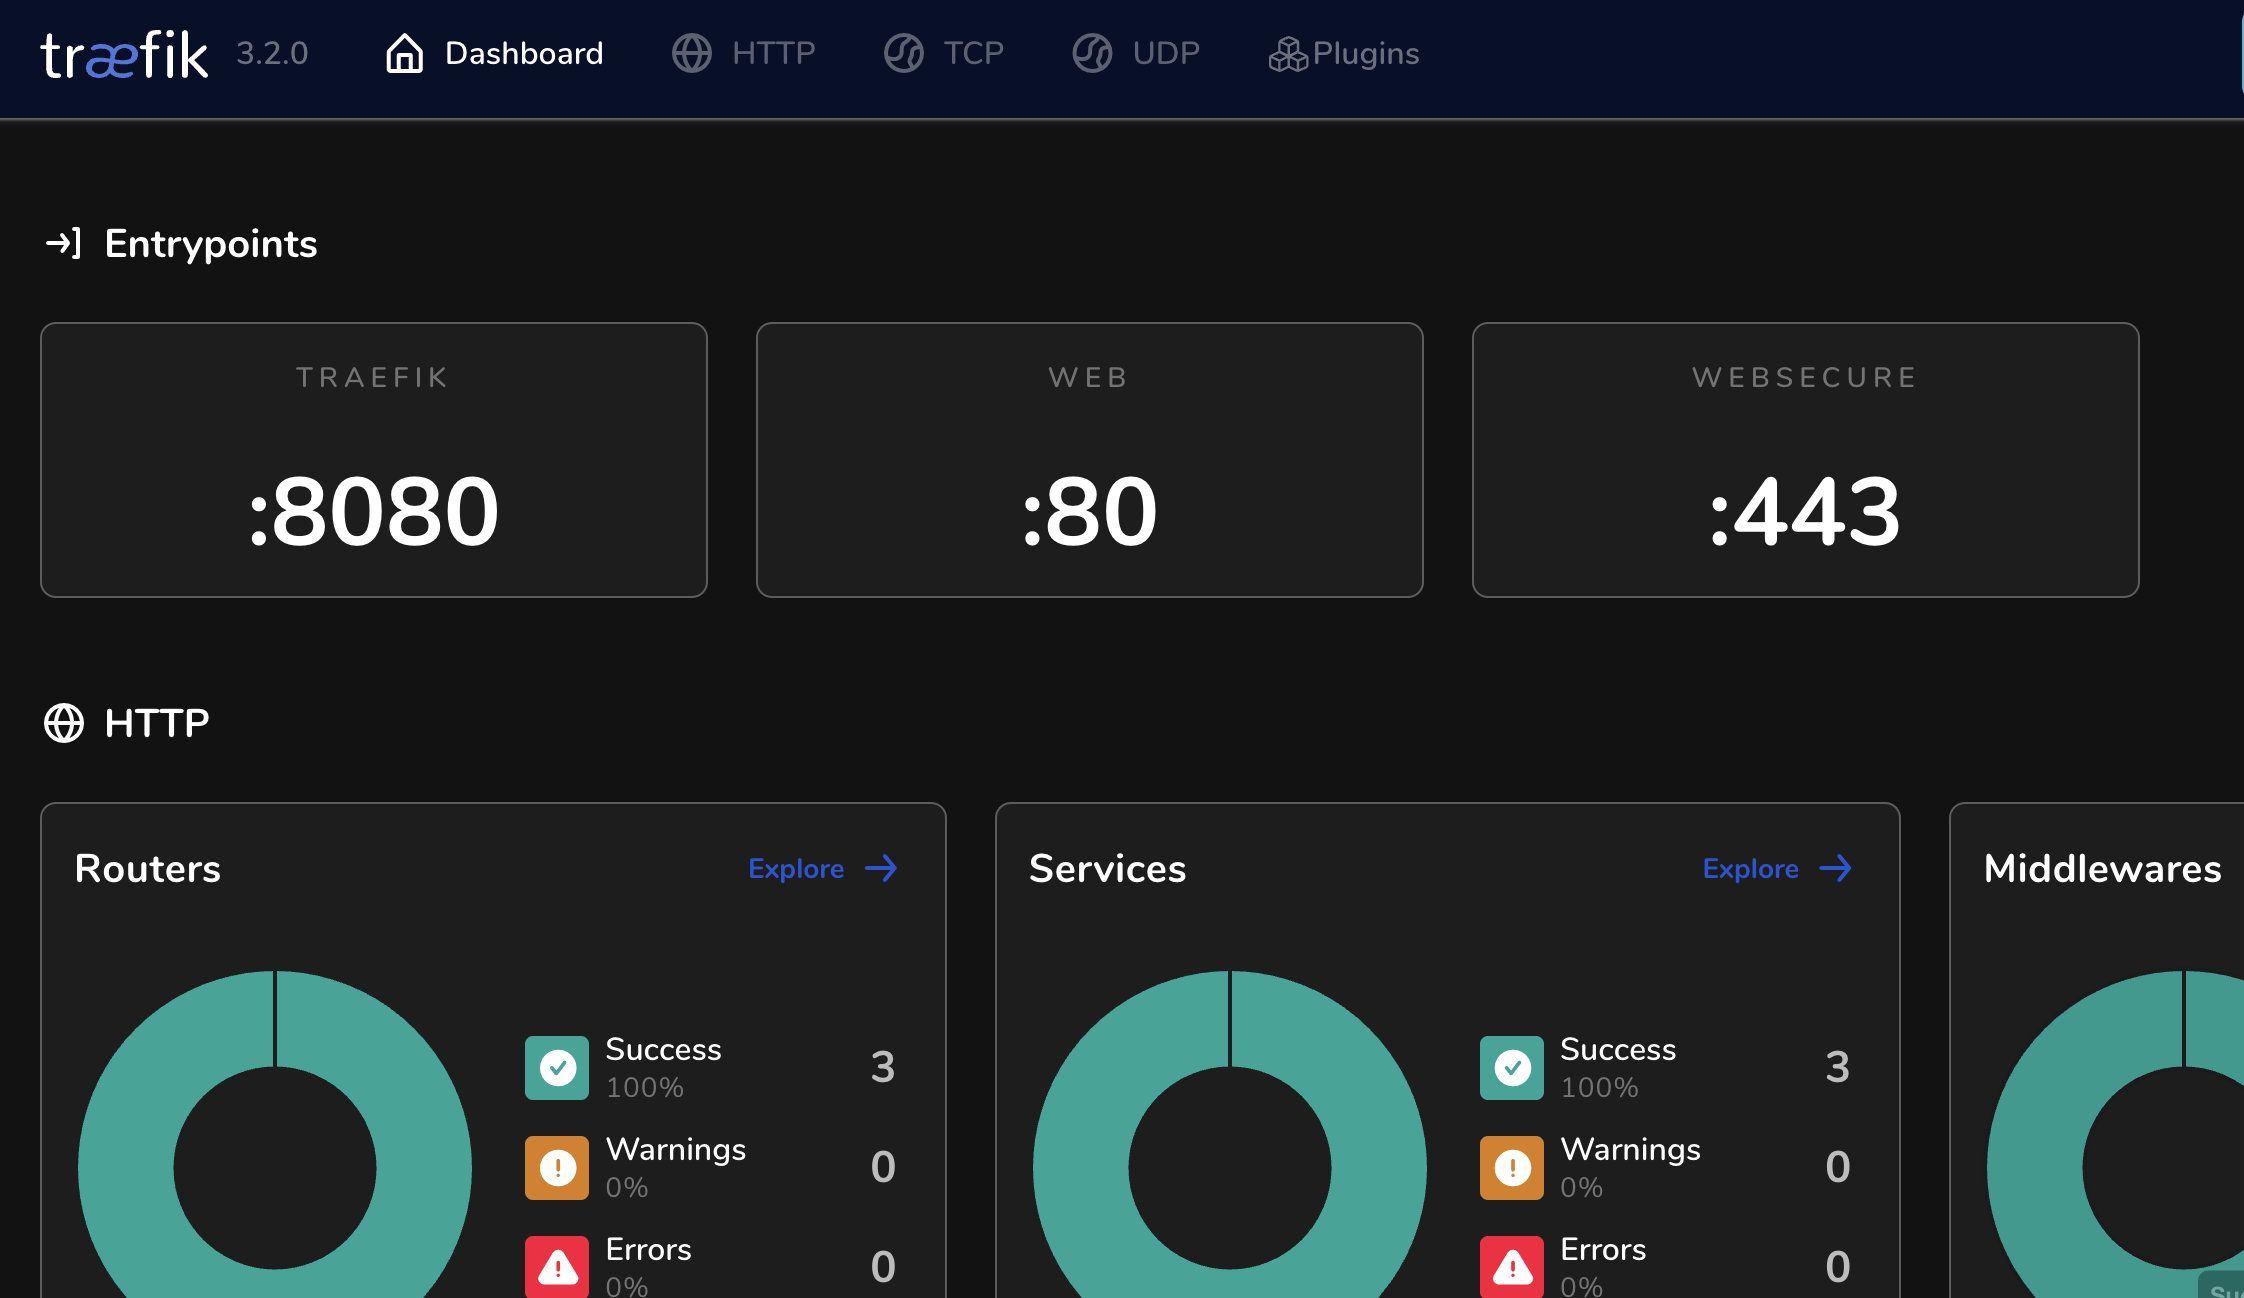 træfik 3.2.0 Dashboard HTTP TCP UDP Plugins
Entrypoints
TRAEFIK WEB WEBSECURE
:8080 :80 :443
HTTP
Routers Explore Services Explore Middlewares
Success 3 Success 3
100% 100%
Warnings 0 Warnings 0
0% 0%
Errors 0 Errors 0
0% 0%